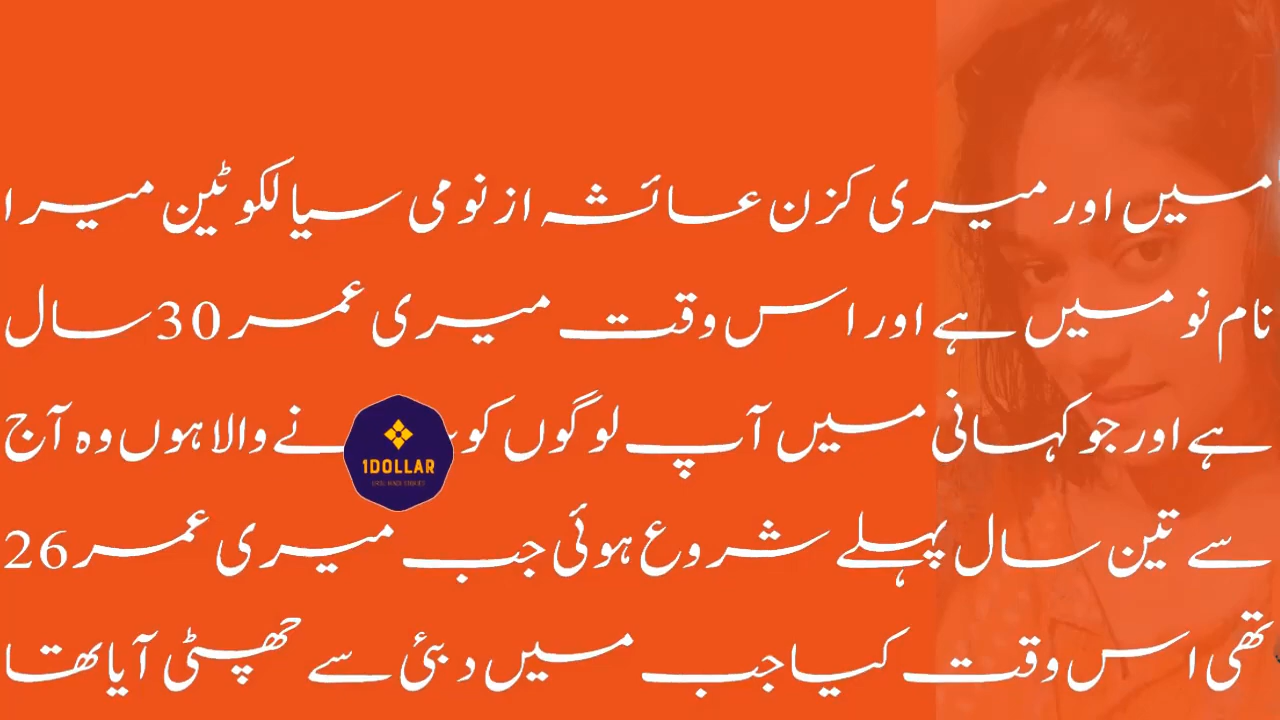 میں اور میری کزن عائشہ از نومی سیالکوٹین میرا
نام نو میں ہے اور اس وقت میری عمر 30 سال
ہے اور جو کہانی میں آپ لوگوں کو نے والا ہوں وہ آج
سے تین سال پہلے شروع ہوئی جب میری عمر 26
تھی اس وقت کیا جب میں دبئی سے چھٹی آیا تھا
1DOLLAR